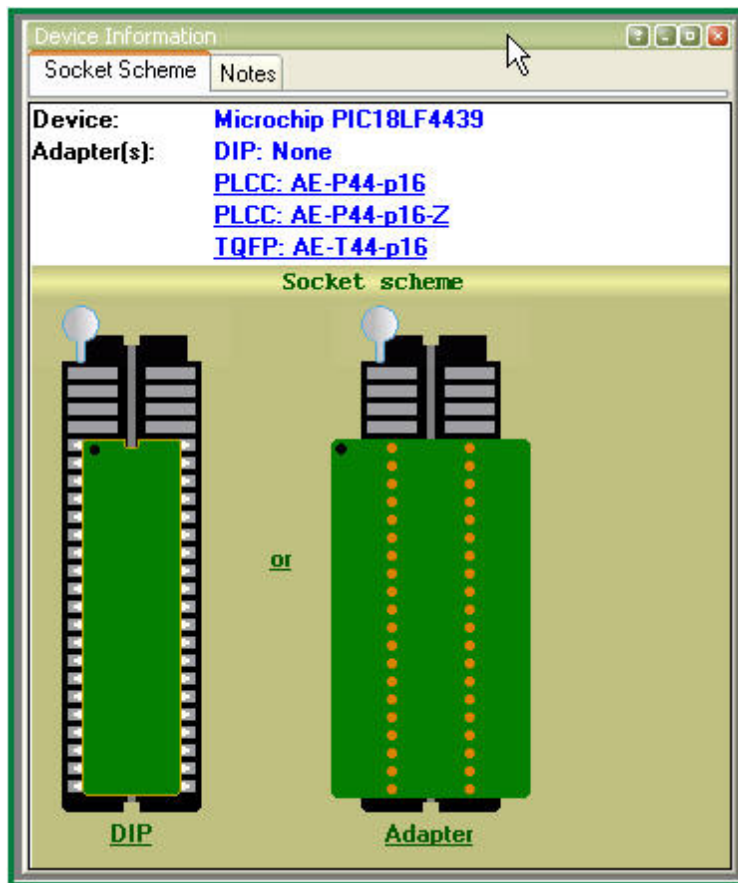 Device Information
Socket Scheme Notes
Device: Microchip PIC18LF4439
Adapter(s): DIP: None
PLCC: AE-P44-p16
PLCC: AE-P44-p16-Z
TQFP: AE-T44-p16
Socket scheme
or
DIP Adapter